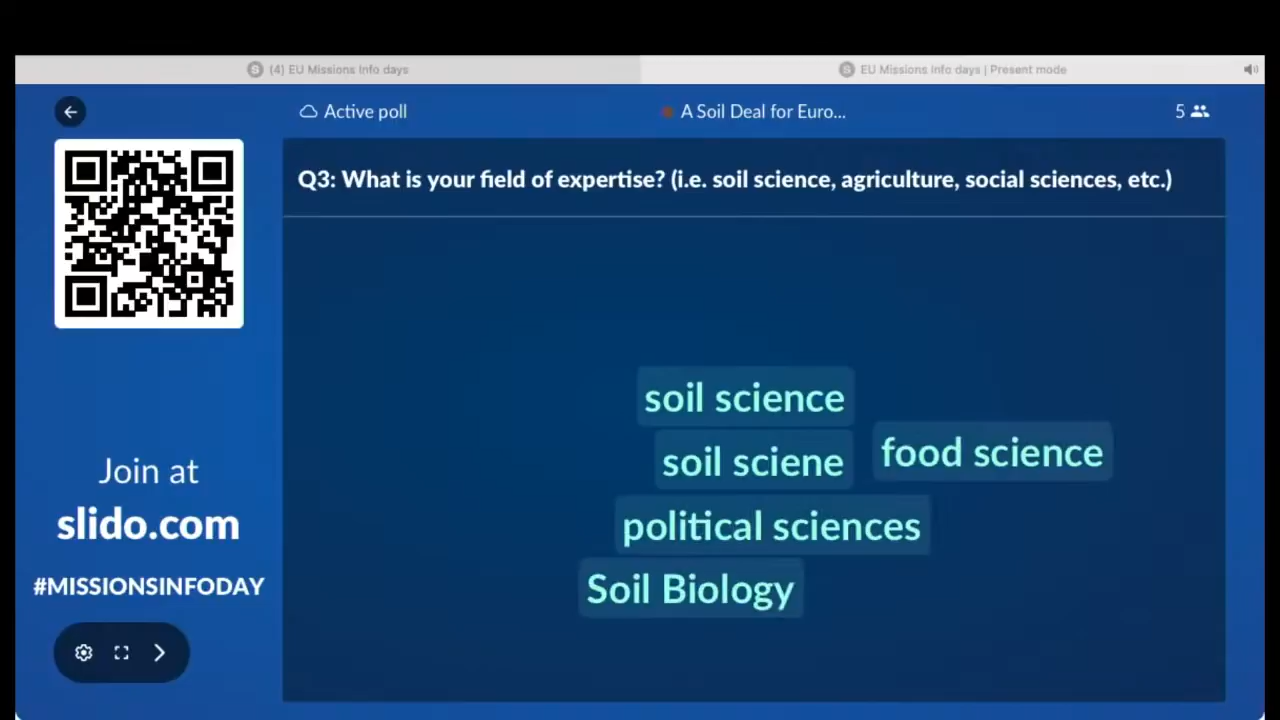 (4) EU Missions Info days
EU Missions Info days | Present mode
Active poll
A Soil Deal for Euro...
5
Q3: What is your field of expertise? (i.e. soil science, agriculture, social sciences, etc.)
soil science
soil sciene
food science
political sciences
Soil Biology
Join at
slido.com
#MISSIONSINFODAY